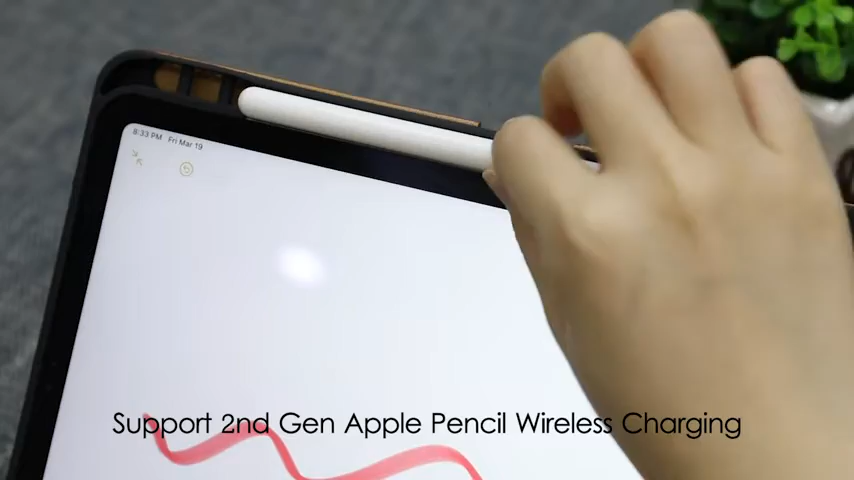 8:33 PM Fri Mar 19
Support 2nd Gen Apple Pencil Wireless Charging